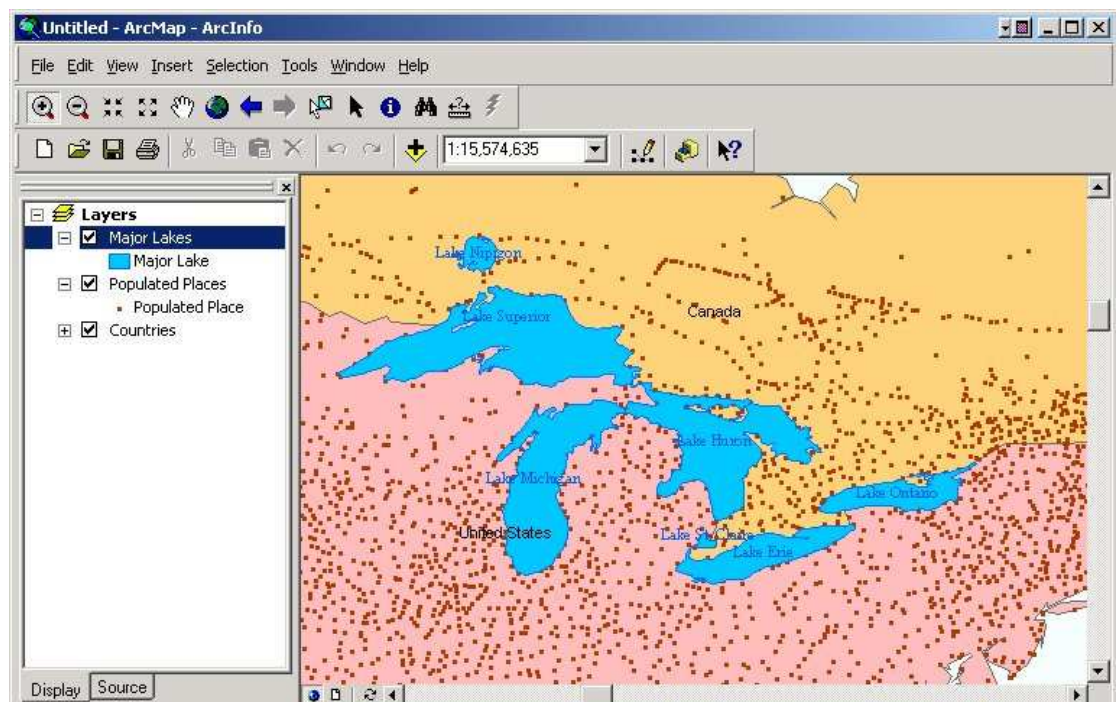 Untitled - ArcMap - ArcInfo
File Edit View Insert Selection Tools Window Help
1:15,574,635
Layers
Major Lakes
Major Lake
Populated Places
Populated Place
Countries
Display Source
Lake Nipigon
Lake Superior
Canada
Lake Huron
Lake Michigan
Lake Ontario
United States
Lake St. Claire
Lake Erie